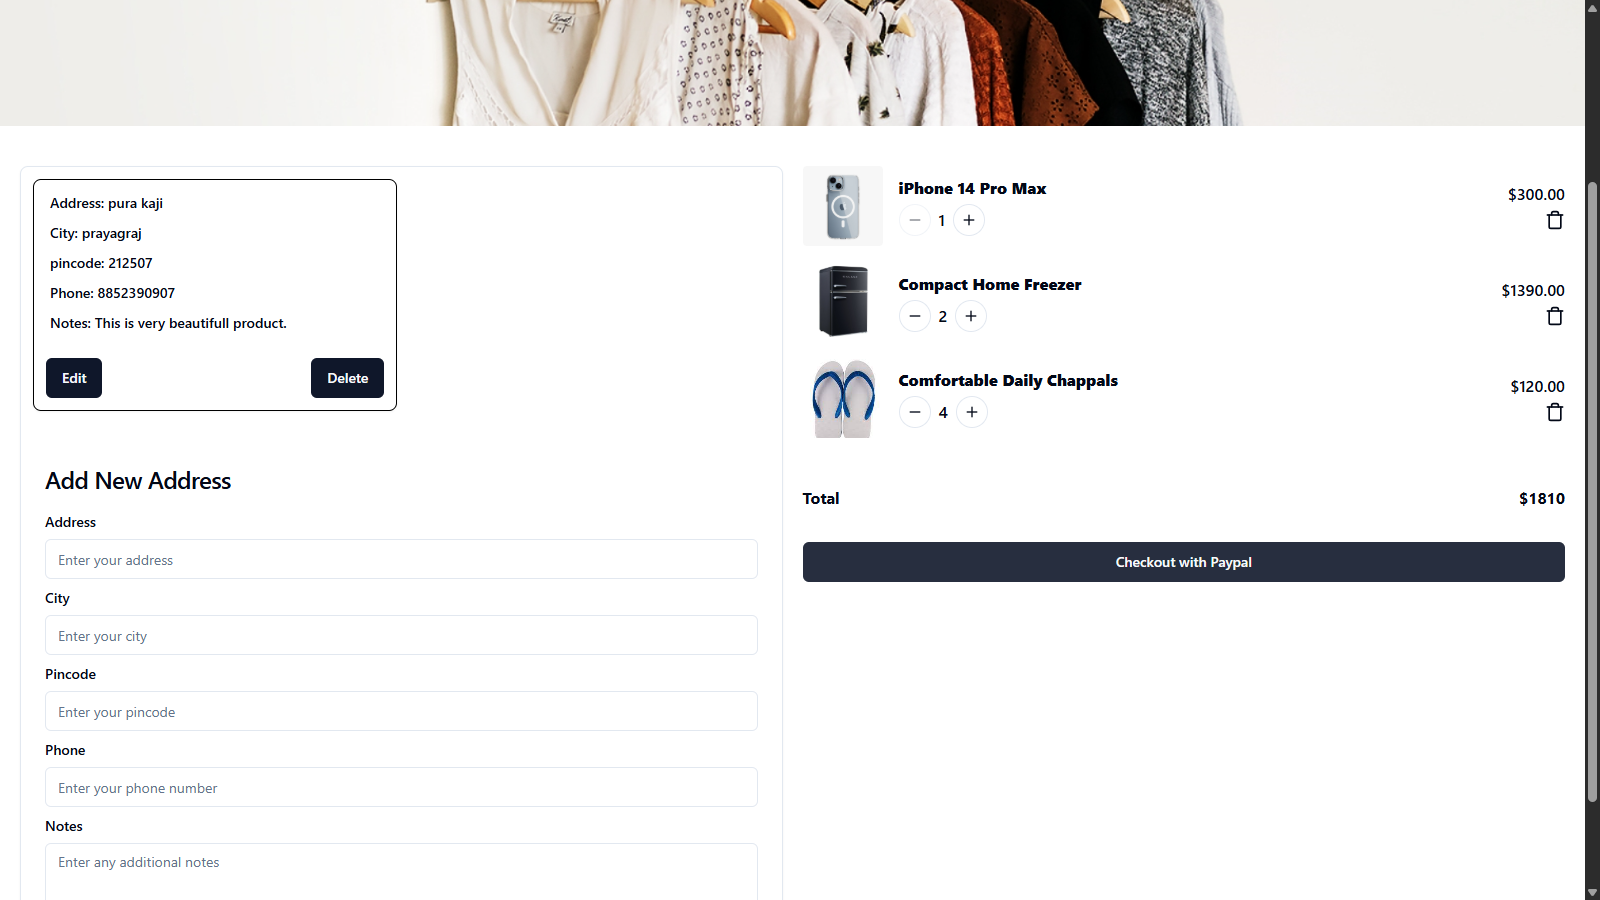 Address: pura kaji
City: prayagraj
pincode: 212507
Phone: 8852390907
Notes: This is very beautifull product.
Edit
Delete
Add New Address
Address
Enter your address
City
Enter your city
Pincode
Enter your pincode
Phone
Enter your phone number
Notes
Enter any additional notes
iPhone 14 Pro Max
$300.00
1
Compact Home Freezer
$1390.00
2
Comfortable Daily Chappals
$120.00
4
Total
$1810
Checkout with Paypal